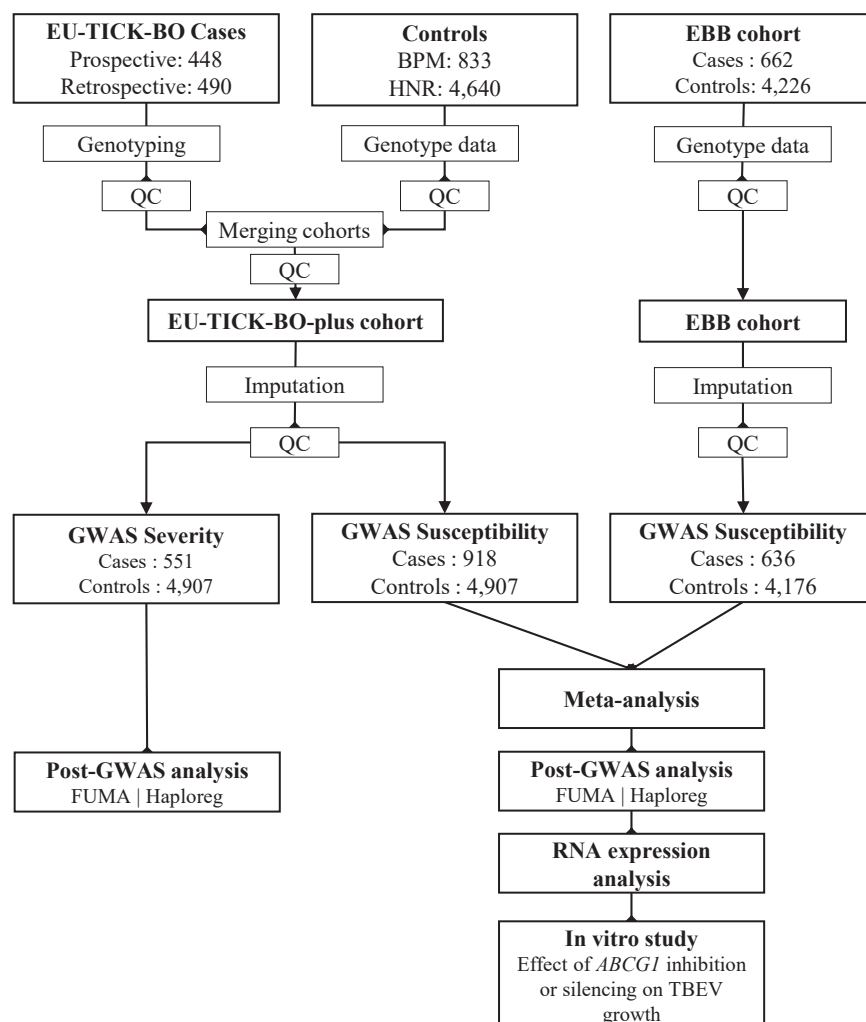 EU-TICK-BO Cases
Prospective: 448
Retrospective: 490
Controls
BPM: 833
HNR: 4,640
EBB cohort
Cases : 662
Controls: 4,226
Genotyping
Genotype data
Genotype data
QC
QC
QC
Merging cohorts
QC
EU-TICK-BO-plus cohort
EBB cohort
Imputation
Imputation
QC
QC
GWAS Severity
Cases : 551
Controls : 4,907
GWAS Susceptibility
Cases : 918
Controls : 4,907
GWAS Susceptibility
Cases : 636
Controls : 4,176
Meta-analysis
Post-GWAS analysis
FUMA | Haploreg
Post-GWAS analysis
FUMA | Haploreg
RNA expression
analysis
In vitro study
Effect of ABCG1 inhibition
or silencing on TBEV
growth